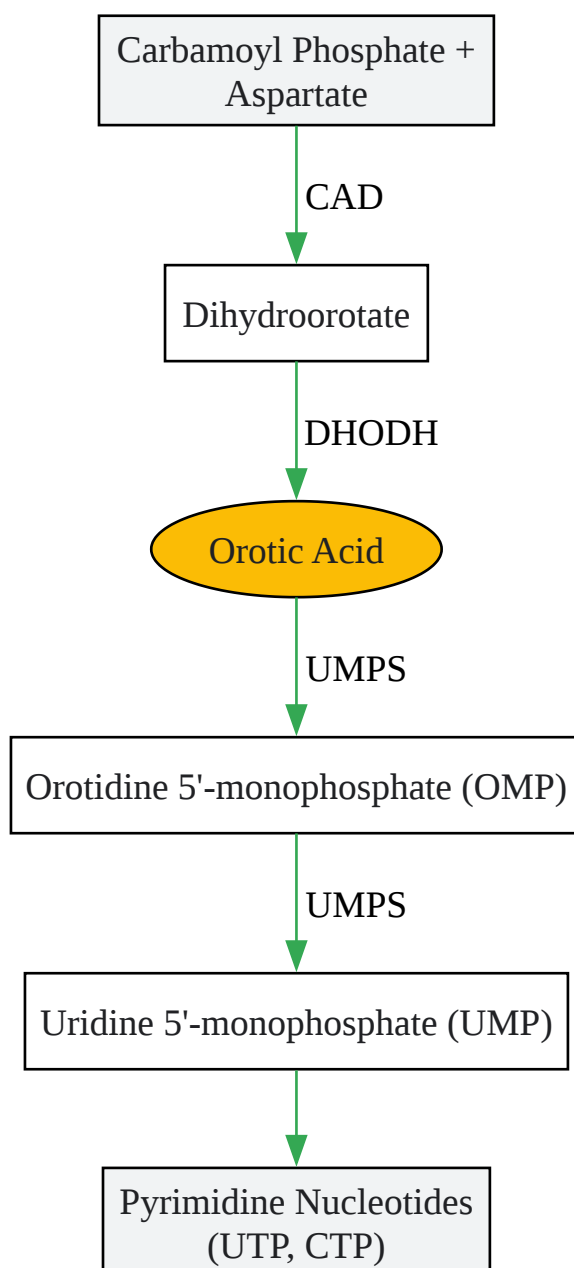 Carbamoyl Phosphate +
Aspartate
CAD
Dihydroorotate
DHODH
Orotic Acid
UMPS
Orotidine 5'-monophosphate (OMP)
UMPS
Uridine 5'-monophosphate (UMP)
Pyrimidine Nucleotides
(UTP, CTP)